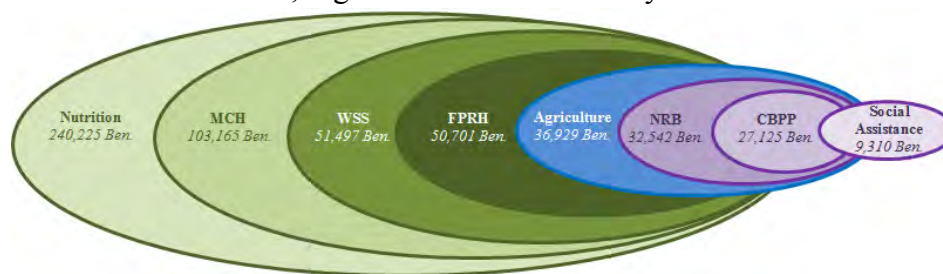 Nutrition
240,225 Ben.
MCH
103,165 Ben.
WSS
51,497 Ben.
FPRH
50,701 Ben.
Agriculture
36,929 Ben.
NRB
32,542 Ben.
CBPP
27,125 Ben.
Social
Assistance
9,310 Ben.